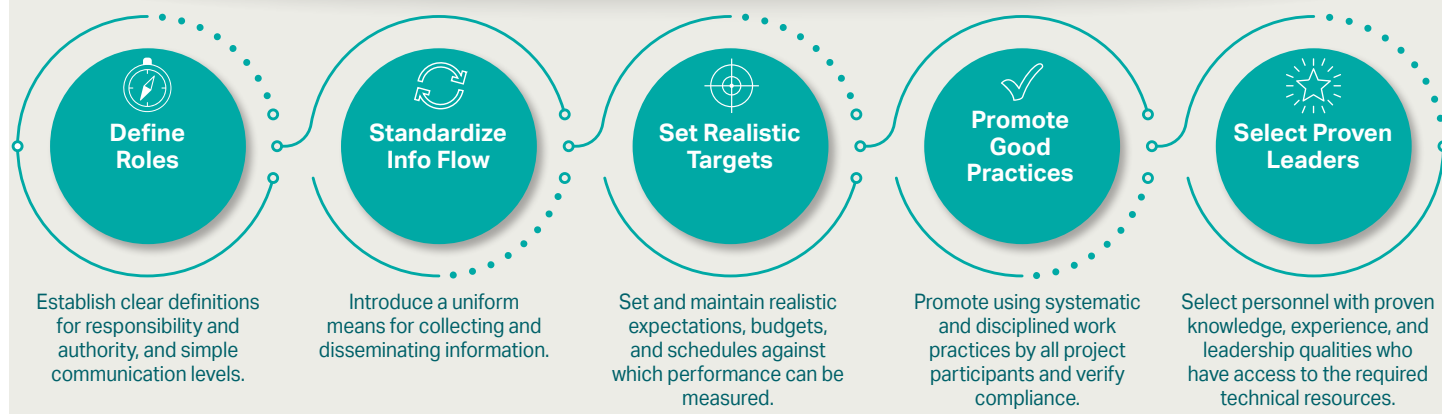 Define
Roles
Establish clear definitions
for responsibility and
authority, and simple
communication levels.
Standardize
Info Flow
Introduce a uniform
means for collecting and
disseminating information.
Set Realistic
Targets
Set and maintain realistic
expectations, budgets,
and schedules against
which performance can be
measured.
Promote
Good
Practices
Promote using systematic
and disciplined work
practices by all project
participants and verify
compliance.
Select Proven
Leaders
Select personnel with proven
knowledge, experience, and
leadership qualities who
have access to the required
technical resources.